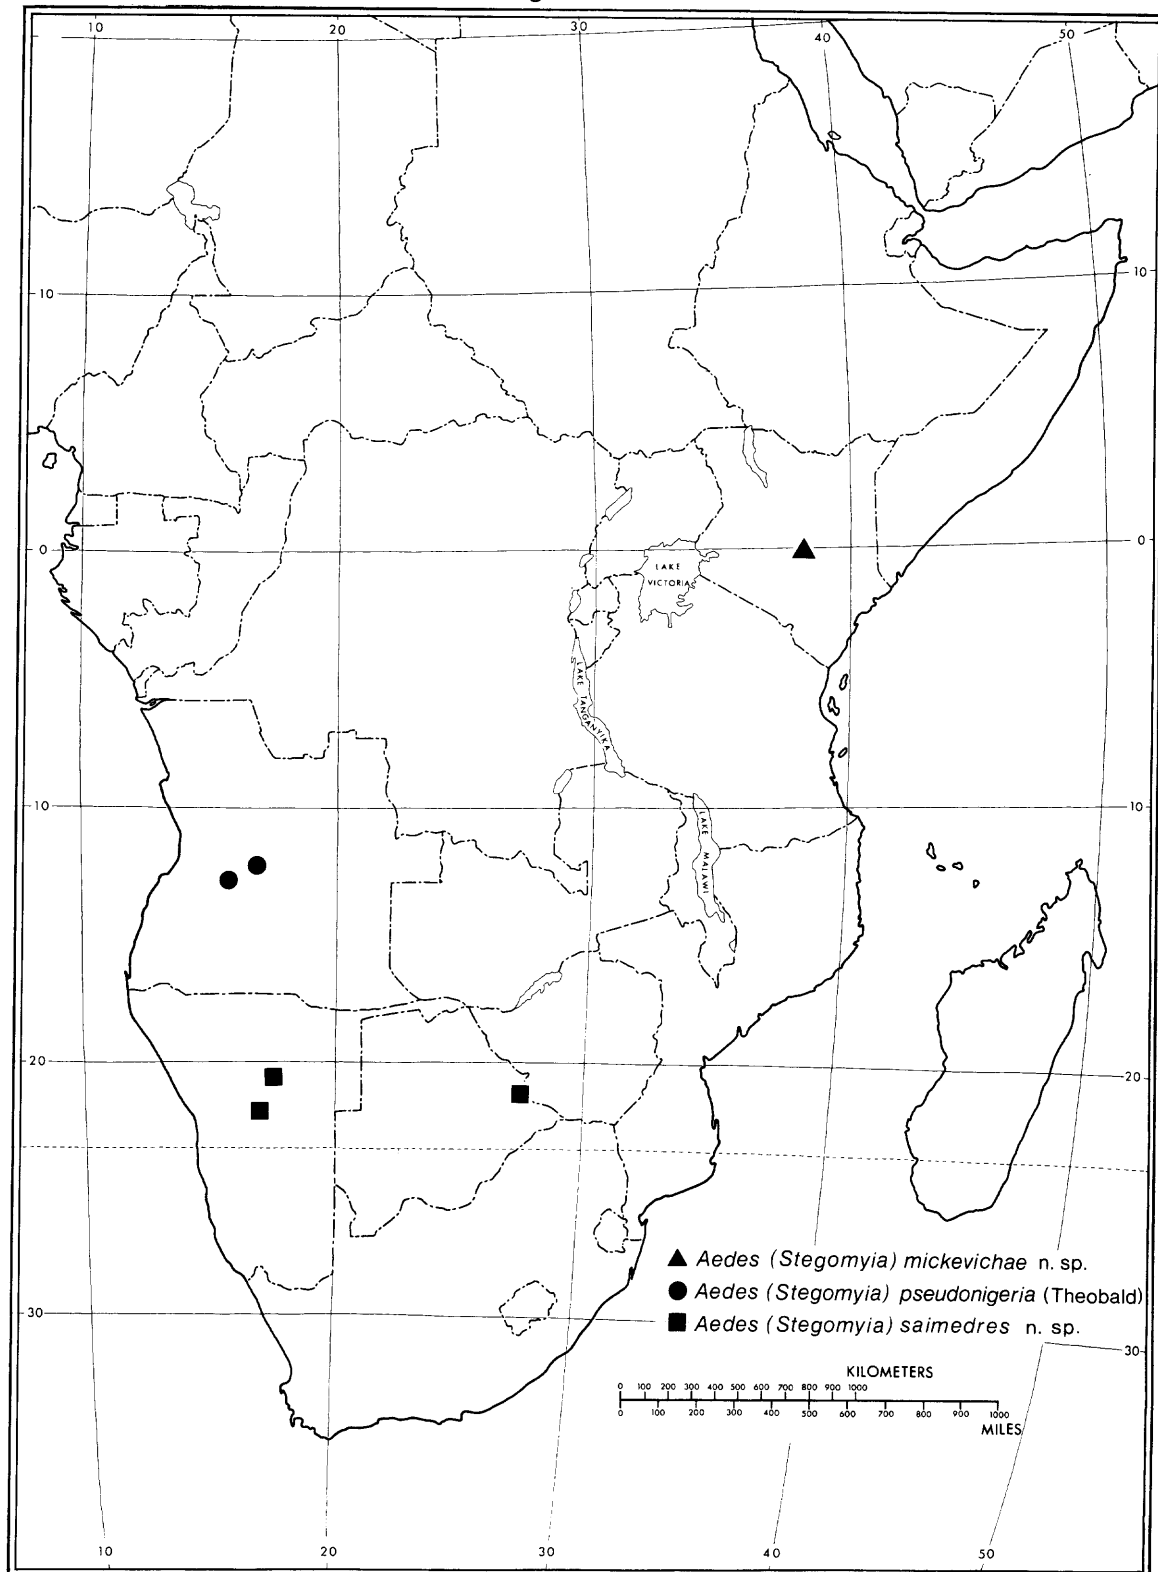 10 20 30 40 50
10 10
0 0
LAKE
VICTORIA
LAKE TANGANYIKA
10 10
LAKE MALAWI
20 20
▲ Aedes (Stegomyia) mickevichae n. sp.
● Aedes (Stegomyia) pseudonigeria (Theobald)
30
■ Aedes (Stegomyia) saimedres n. sp.
30
KILOMETERS
0 100 200 300 400 500 600 700 800 900 1000
0 100 200 300 400 500 600 700 800 900 1000
MILES
10 20 30 40 50